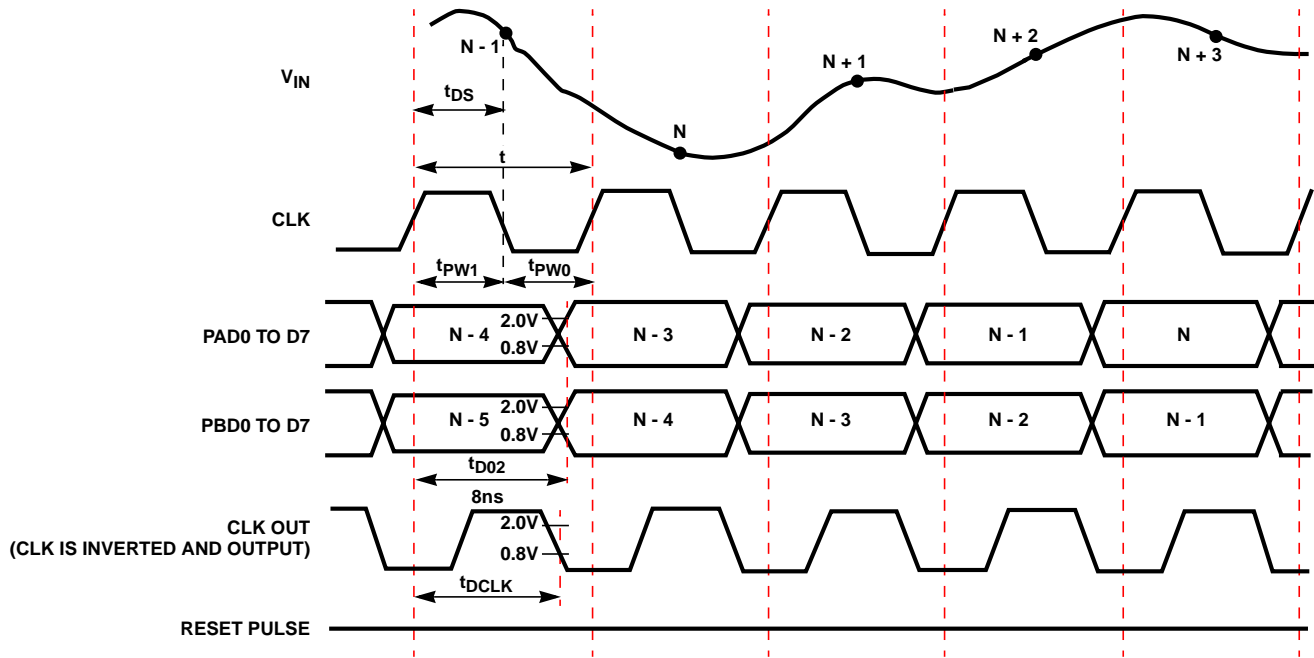 N - 1
N + 1
N + 2
N + 3
V_IN
t_DS
N
t
CLK
t_PW1
t_PW0
PAD0 TO D7
N - 4
2.0V
0.8V
N - 3
N - 2
N - 1
N
PBD0 TO D7
N - 5
2.0V
0.8V
N - 4
N - 3
N - 2
N - 1
t_D02
8ns
CLK OUT
(CLK IS INVERTED AND OUTPUT)
2.0V
0.8V
t_DCLK
RESET PULSE